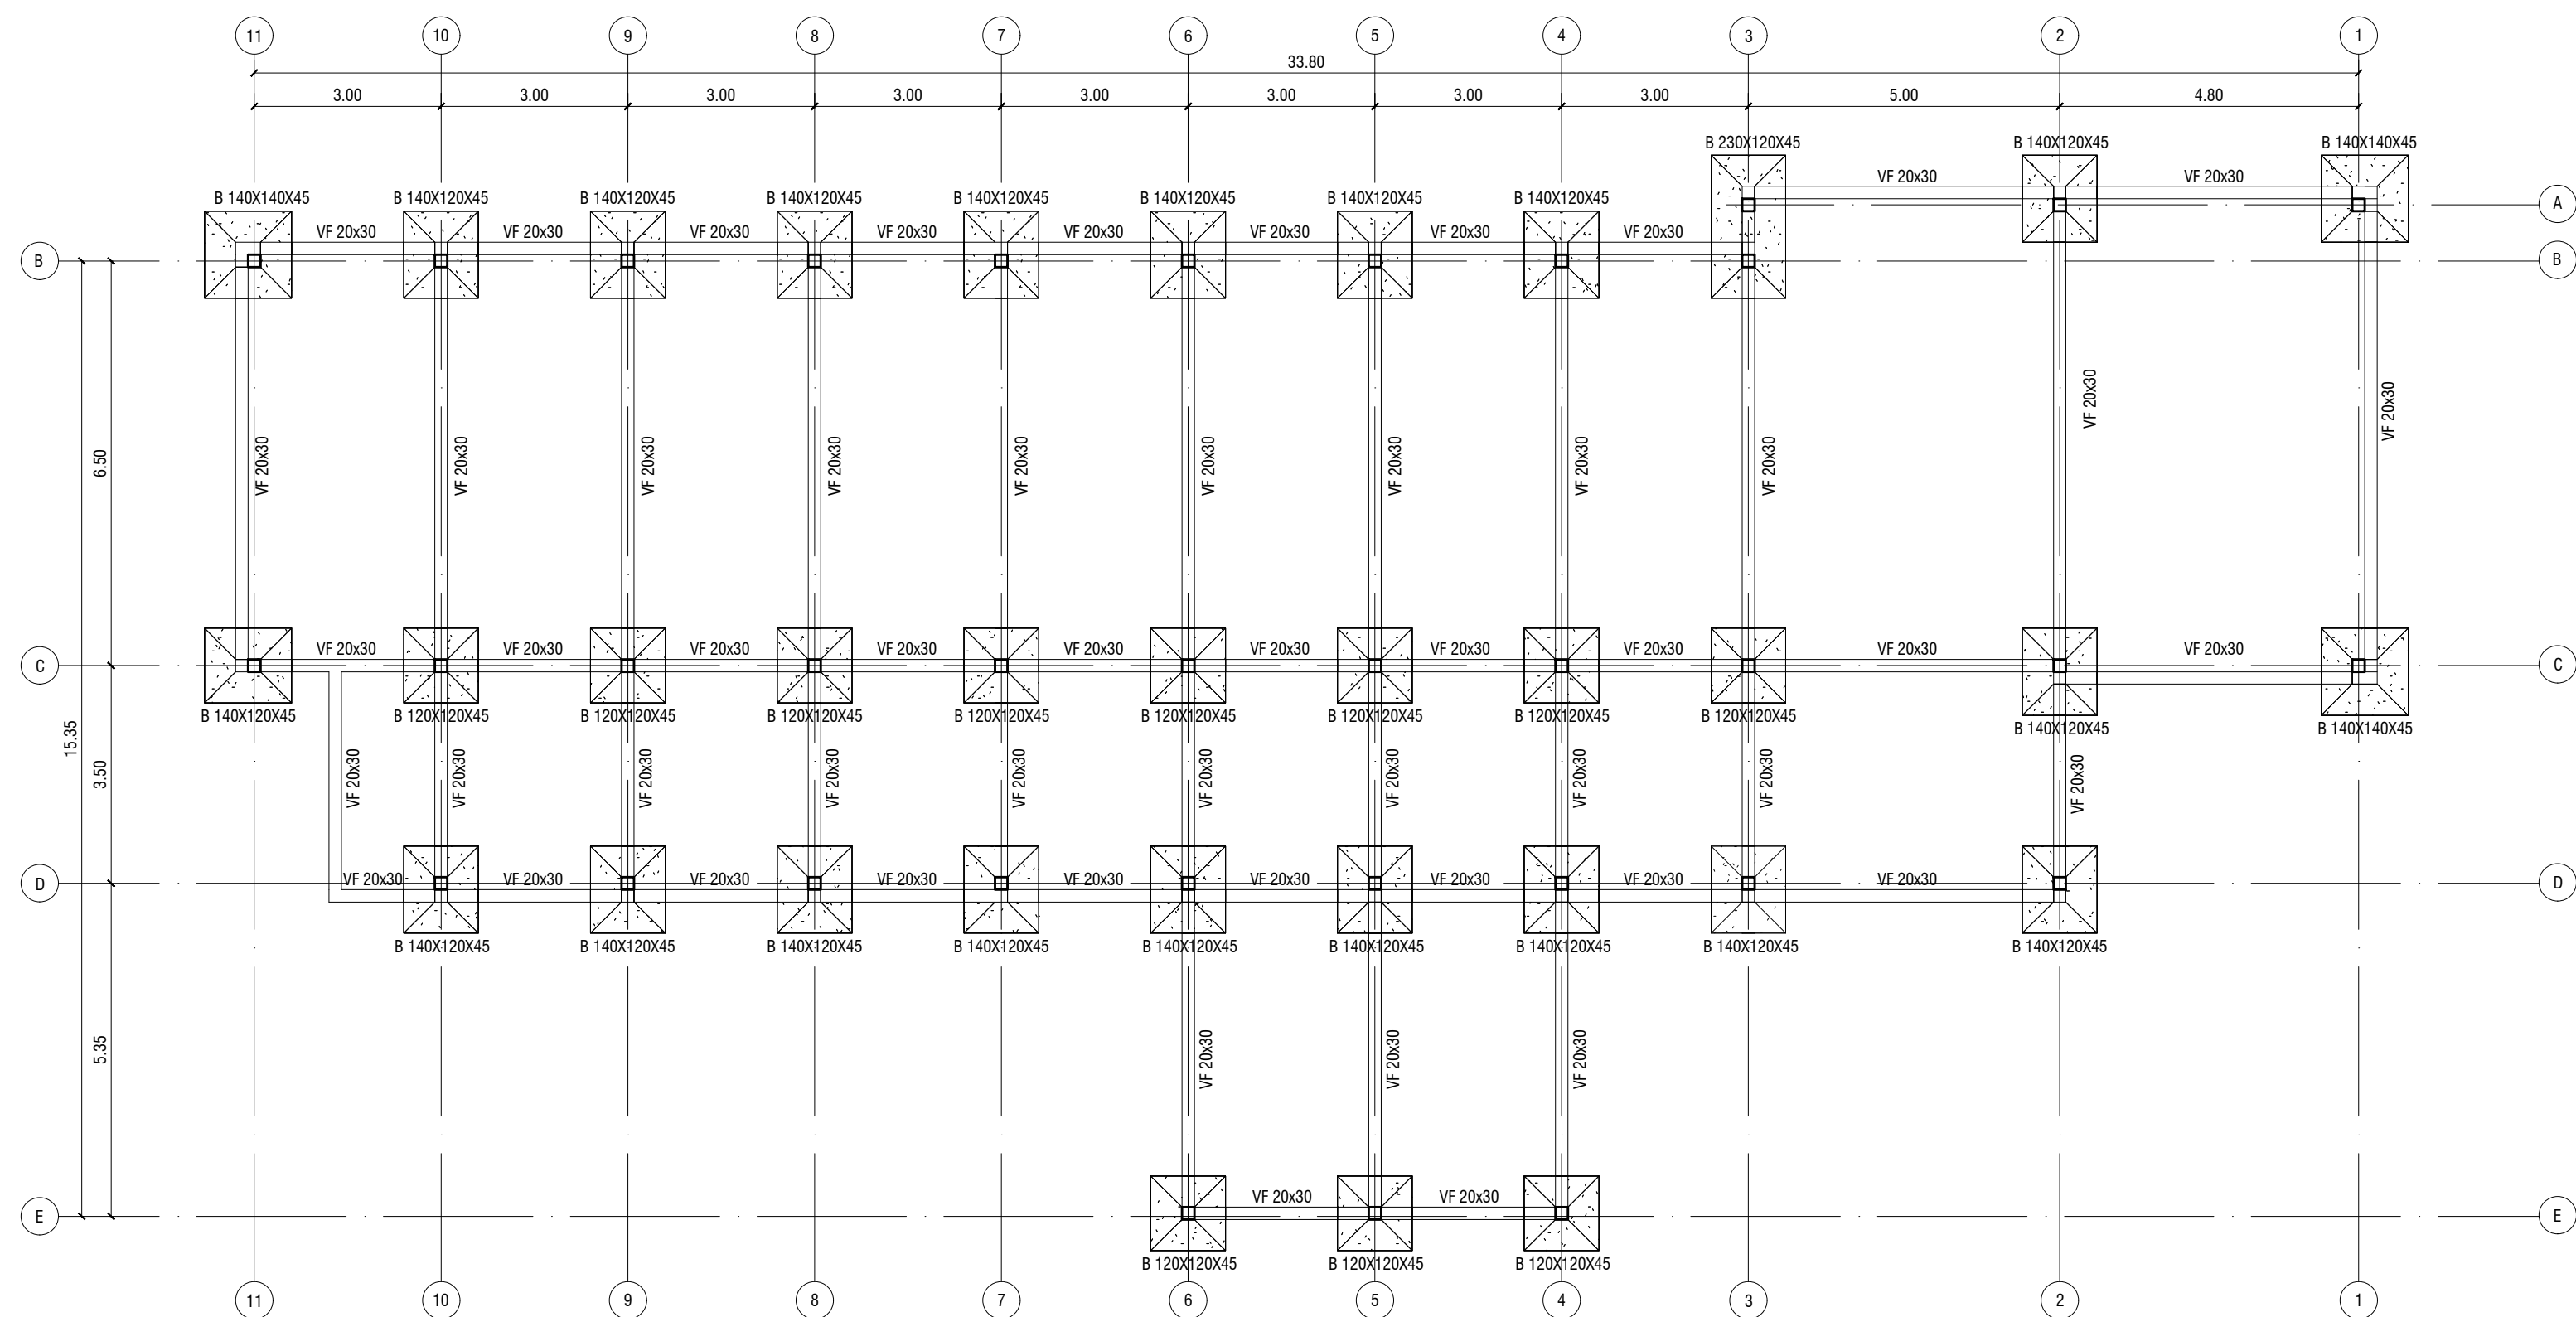 11 10 9 8 7 6 5 4 3 2 1
33.80
3.00 3.00 3.00 3.00 3.00 3.00 3.00 3.00 5.00 4.80
B 230X120X45 B 140X120X45 B 140X140X45
VF 20x30 VF 20x30
B 140X140X45 B 140X120X45 B 140X120X45 B 140X120X45 B 140X120X45 B 140X120X45 B 140X120X45 B 140X120X45
A
VF 20x30 VF 20x30 VF 20x30 VF 20x30 VF 20x30 VF 20x30 VF 20x30 VF 20x30
B B
VF 20x30 VF 20x30
6.50 VF 20x30 VF 20x30 VF 20x30 VF 20x30 VF 20x30 VF 20x30 VF 20x30 VF 20x30 VF 20x30
VF 20x30 VF 20x30 VF 20x30 VF 20x30 VF 20x30 VF 20x30 VF 20x30 VF 20x30 VF 20x30 VF 20x30
C C
B 140X120X45 B 120X120X45 B 120X120X45 B 120X120X45 B 120X120X45 B 120X120X45 B 120X120X45 B 120X120X45 B 120X120X45
B 140X120X45 B 140X140X45
15.35
3.50 VF 20x30 VF 20x30 VF 20x30 VF 20x30 VF 20x30 VF 20x30 VF 20x30 VF 20x30 VF 20x30 VF 20x30
D VF 20x30 VF 20x30 VF 20x30 VF 20x30 VF 20x30 VF 20x30 VF 20x30 VF 20x30 VF 20x30 D
B 140X120X45 B 140X120X45 B 140X120X45 B 140X120X45 B 140X120X45 B 140X120X45 B 140X120X45 B 140X120X45 B 140X120X45
5.35 VF 20x30 VF 20x30 VF 20x30
VF 20x30 VF 20x30
E E
B 120X120X45 B 120X120X45 B 120X120X45
11 10 9 8 7 6 5 4 3 2 1